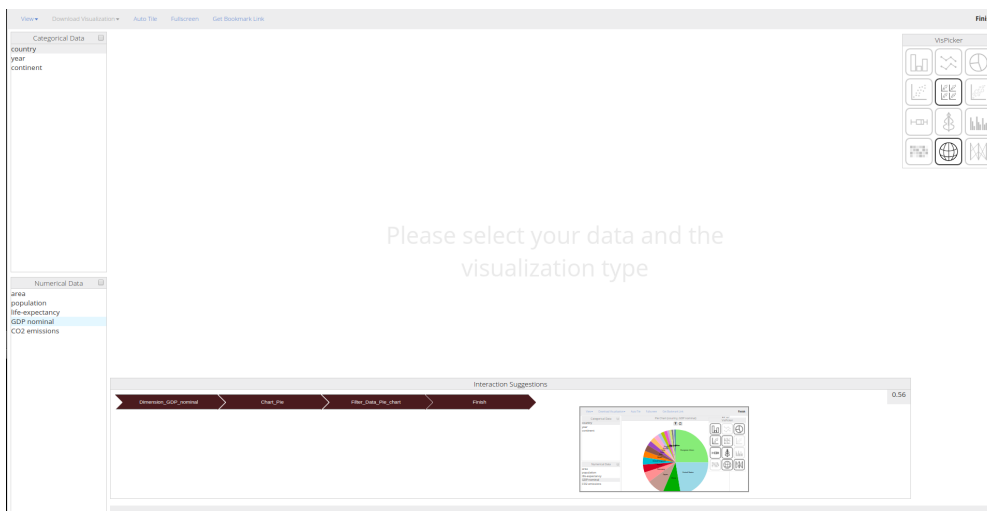 View Download Visualization Auto Tile Fullscreen Get Bookmark Link Fini
Categorical Data
country
year
continent
VisPicker
Please select your data and the
visualization type
Numerical Data
area
population
life-expectancy
GDP nominal
CO2 emissions
Interaction Suggestions
0.56
Dimension_GDP_nominal Chart_Pie Filter_Data_Pie_chart Finish